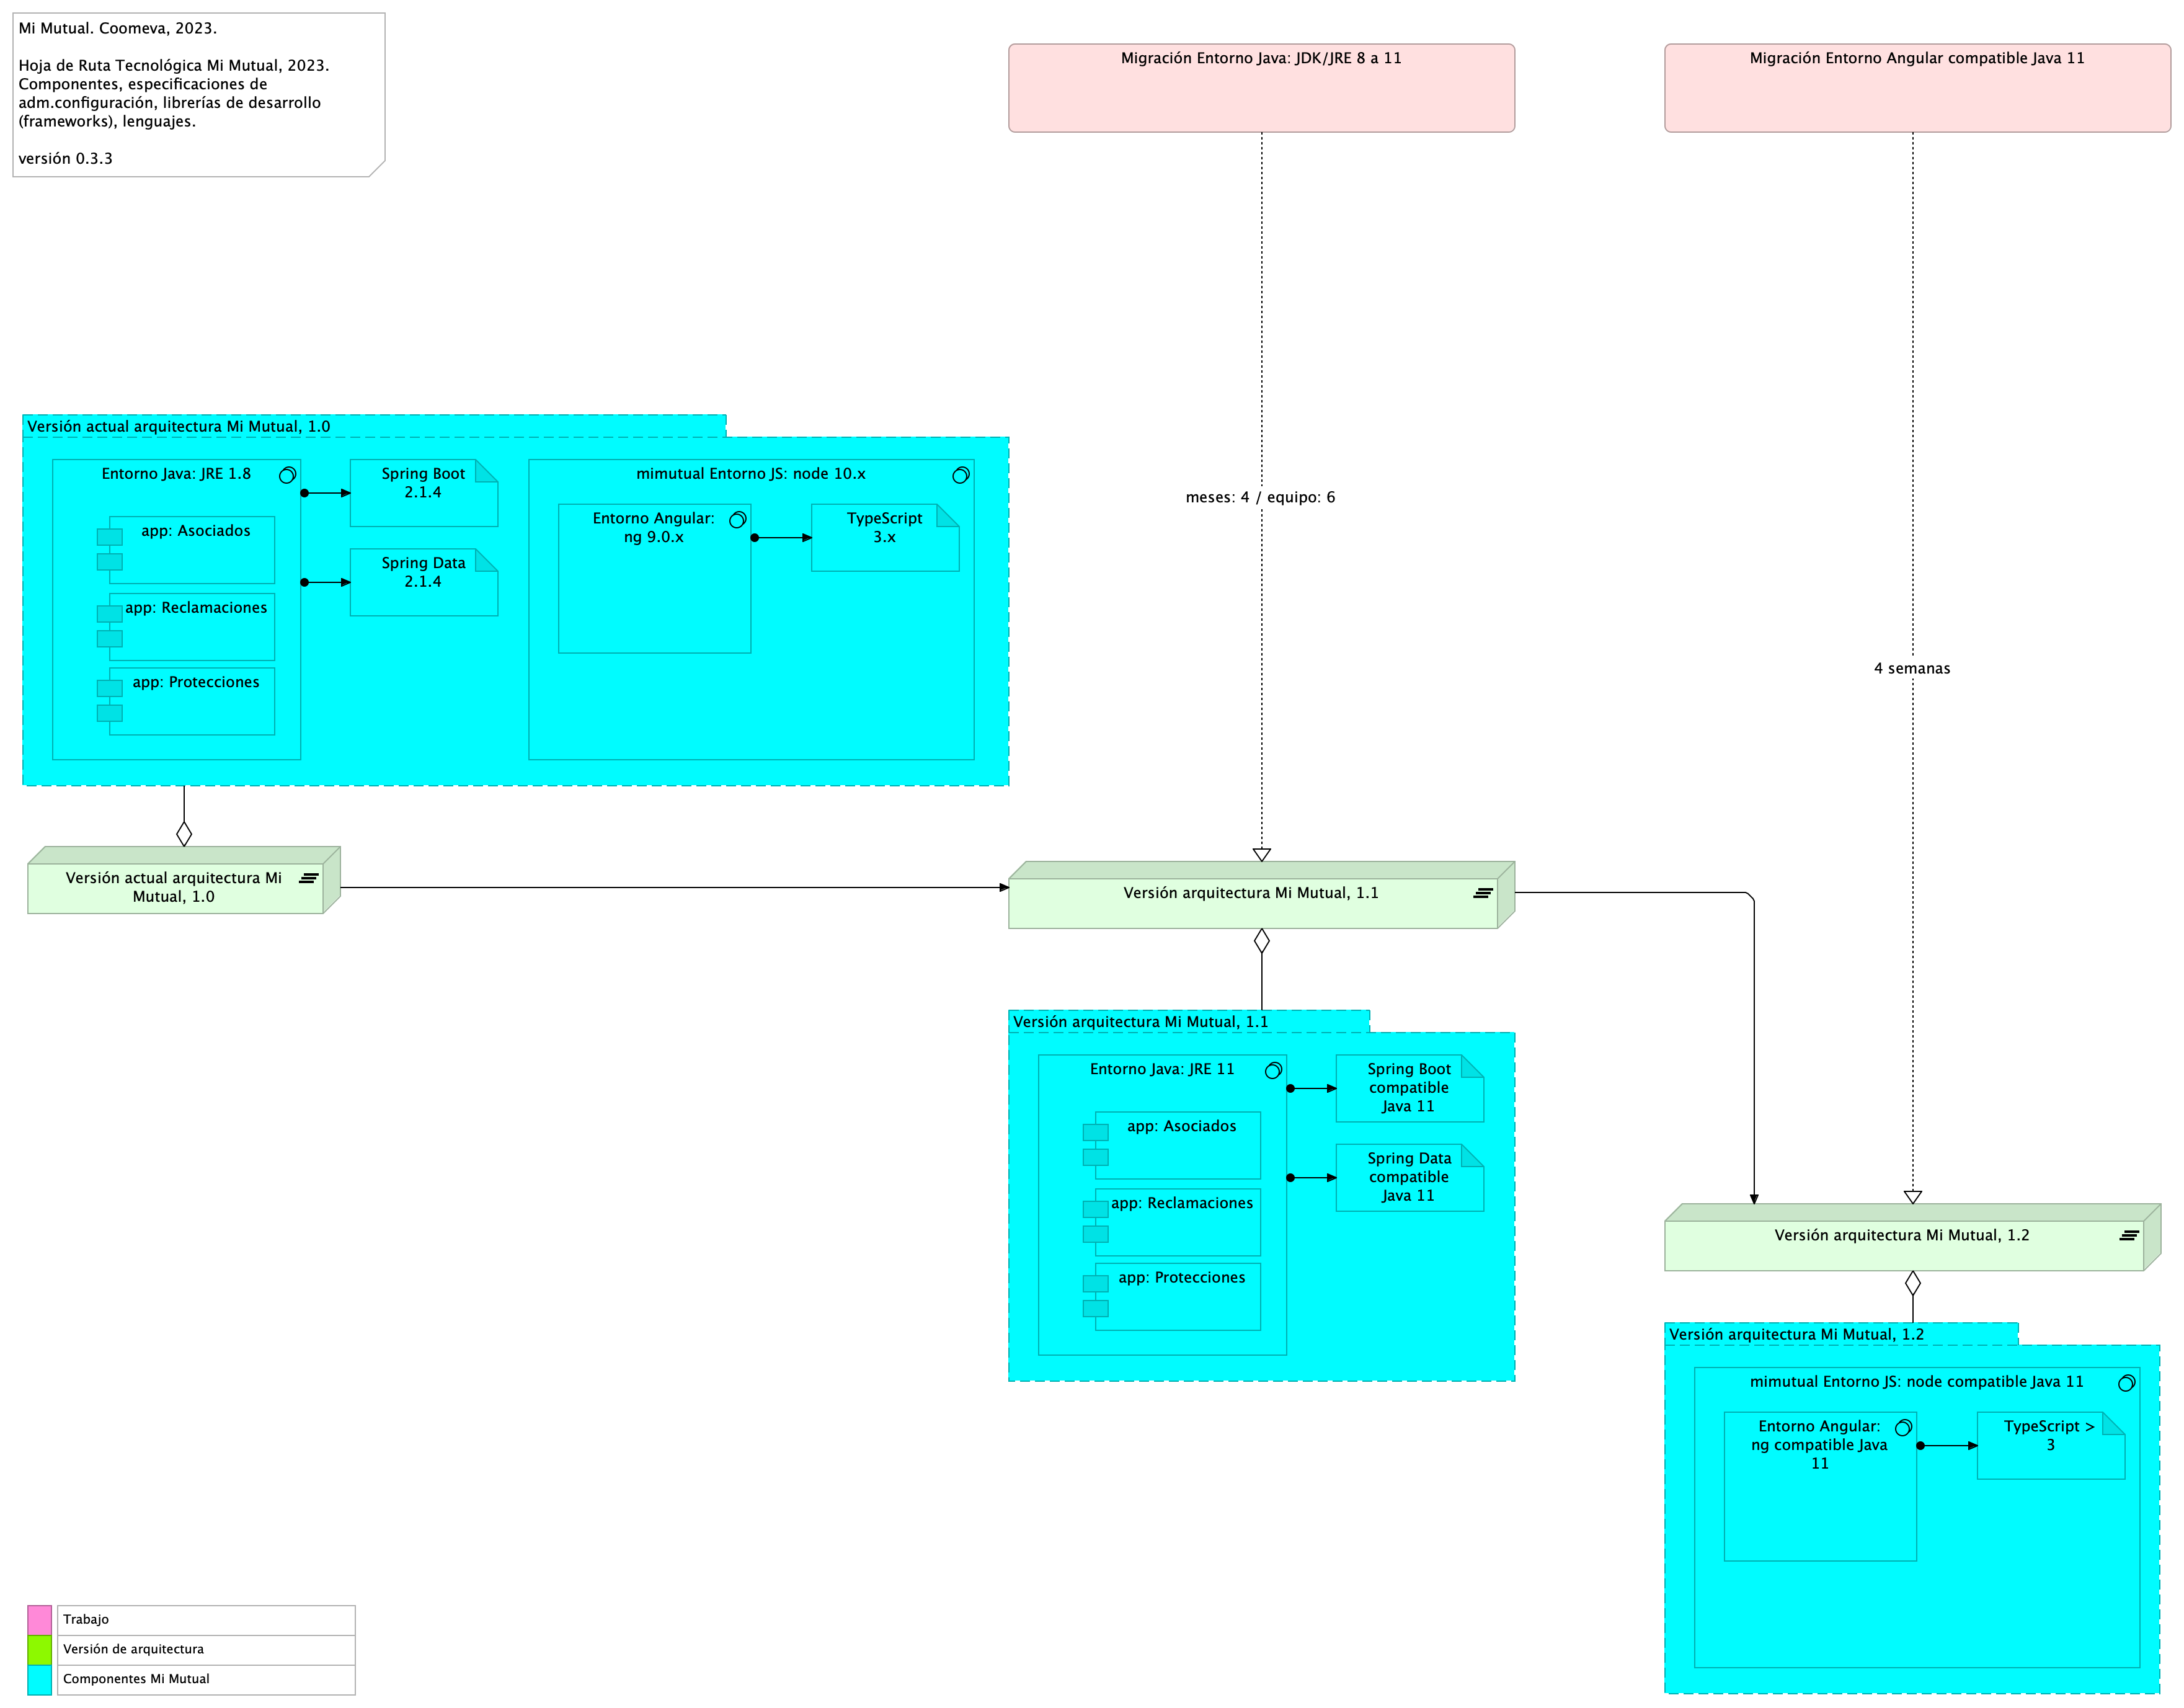 Mi Mutual. Coomeva, 2023.
Hoja de Ruta Tecnológica Mi Mutual, 2023.
Componentes, especificaciones de
adm.configuración, librerías de desarrollo
(frameworks), lenguajes.
versión 0.3.3
Migración Entorno Java: JDK/JRE 8 a 11
Migración Entorno Angular compatible Java 11
meses: 4 / equipo: 6
4 semanas
Versión actual arquitectura Mi Mutual, 1.0
Entorno Java: JRE 1.8
app: Asociados
app: Reclamaciones
app: Protecciones
Spring Boot
2.1.4
Spring Data
2.1.4
mimutual Entorno JS: node 10.x
Entorno Angular:
ng 9.0.x
TypeScript
3.x
Versión actual arquitectura Mi
Mutual, 1.0
Versión arquitectura Mi Mutual, 1.1
Versión arquitectura Mi Mutual, 1.1
Entorno Java: JRE 11
app: Asociados
app: Reclamaciones
app: Protecciones
Spring Boot
compatible
Java 11
Spring Data
compatible
Java 11
Versión arquitectura Mi Mutual, 1.2
Versión arquitectura Mi Mutual, 1.2
mimutual Entorno JS: node compatible Java 11
Entorno Angular:
ng compatible Java
11
TypeScript >
3
Trabajo
Versión de arquitectura
Componentes Mi Mutual